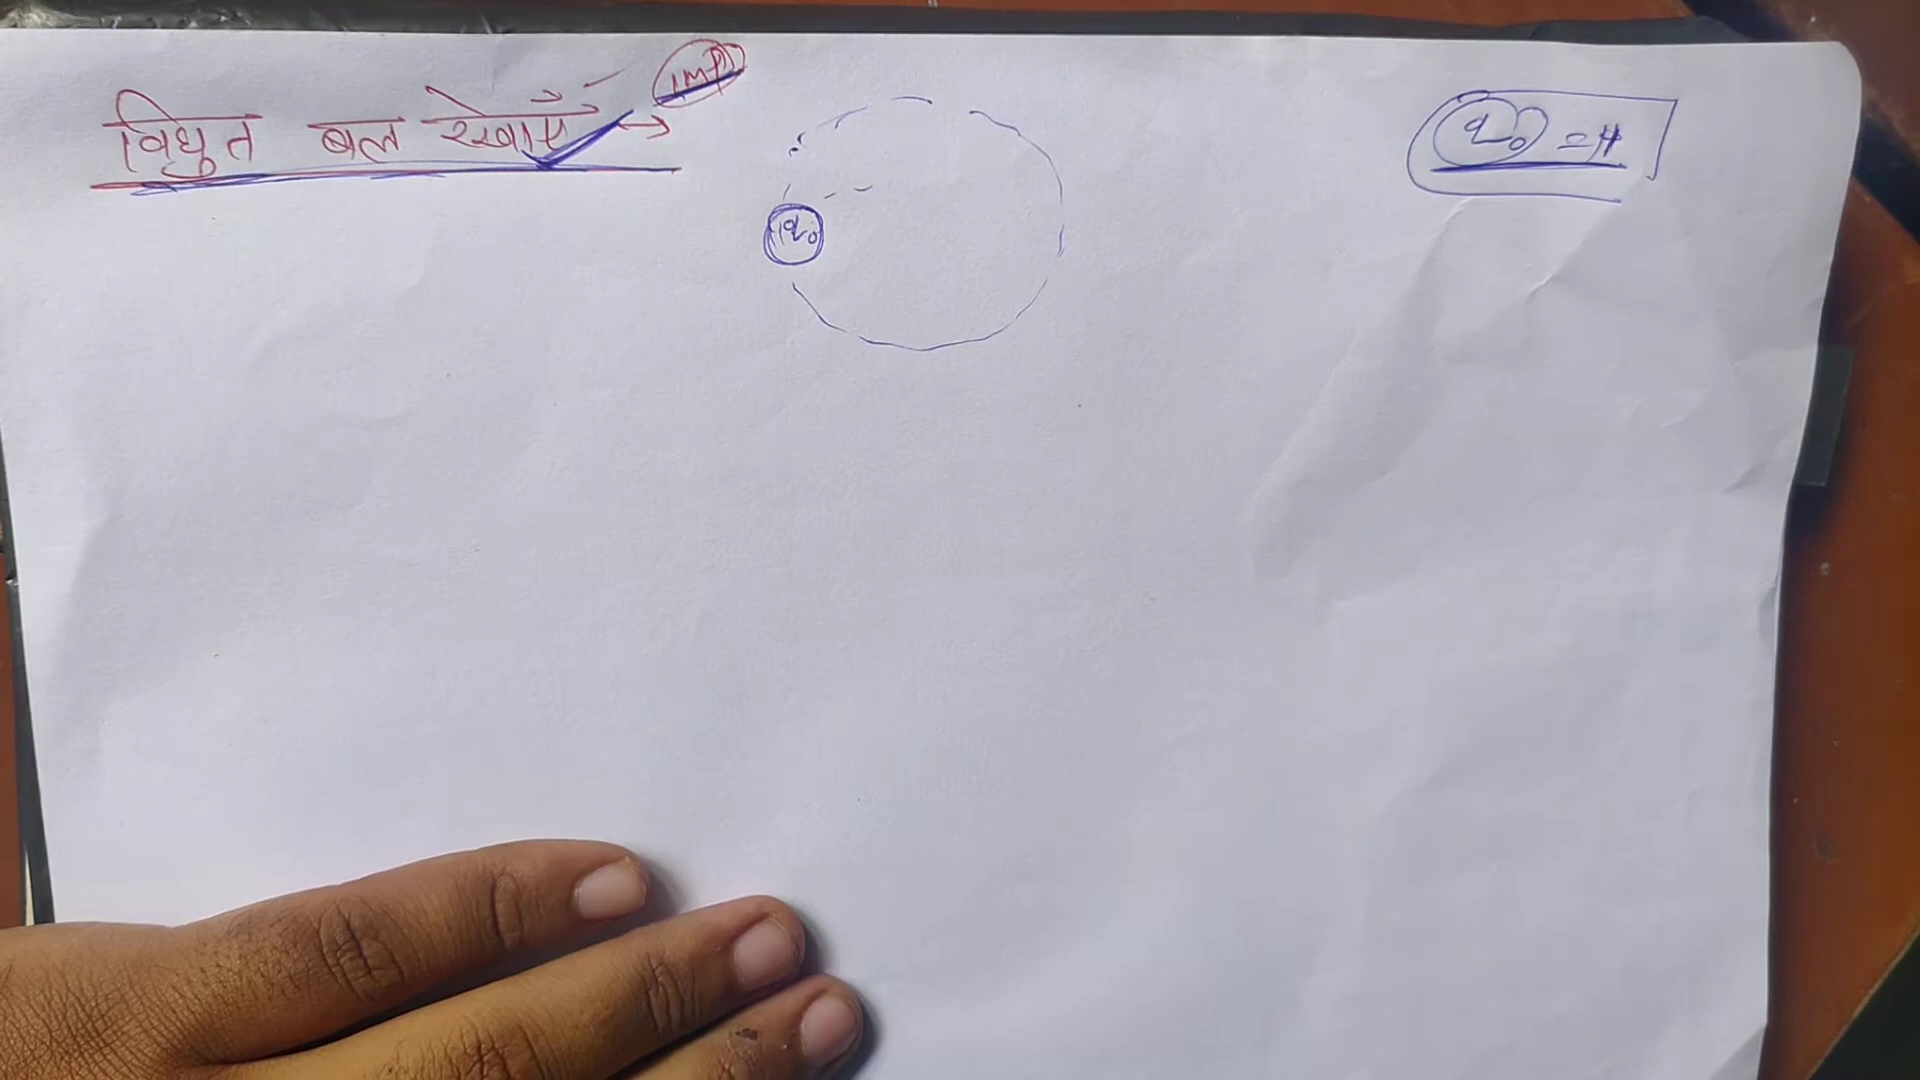 विधुत बल रेखाएँ → imp
q₀
q₀ = +